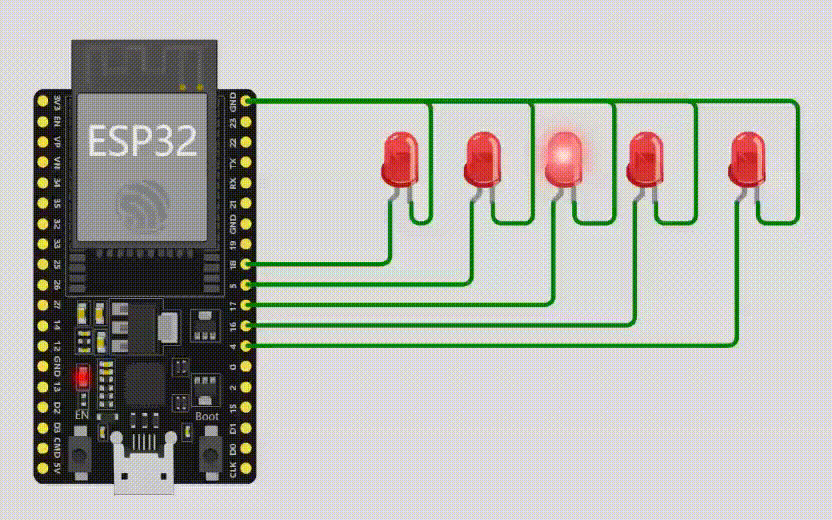 ESP32
3V3
EN
VP
VN
34
35
32
33
25
26
27
14
12
GND
13
D2
D3
CMD
5V
GND
23
22
TX
RX
21
GND
19
18
5
17
16
4
0
2
15
D1
D0
CLK
EN
Boot